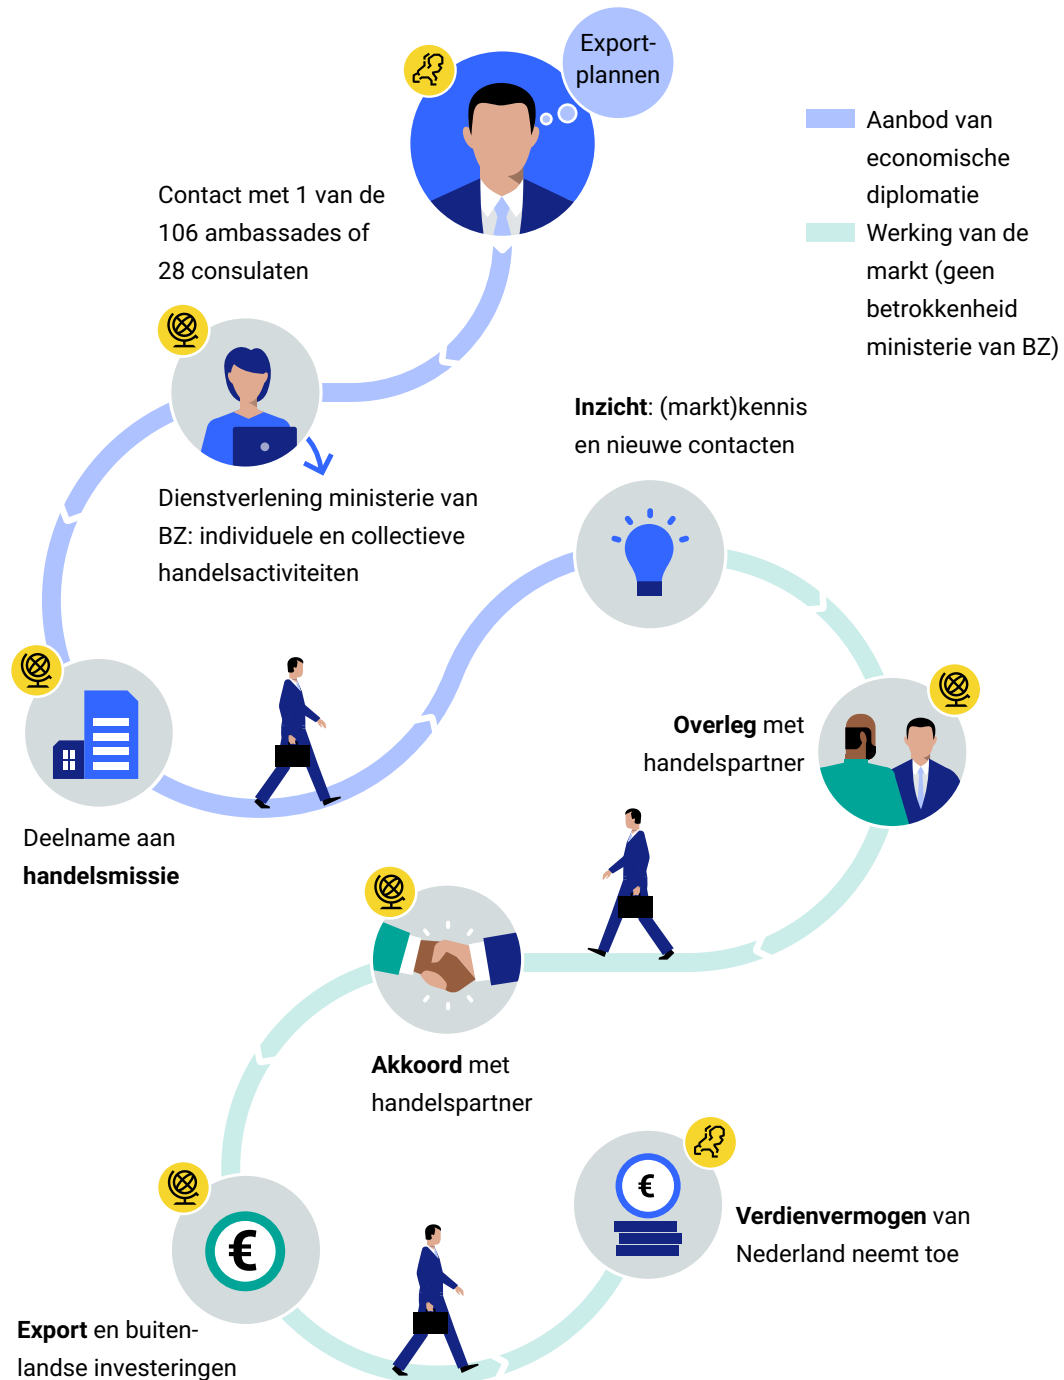 Export-
plannen
Aanbod van
economische
diplomatie
Werking van de
markt (geen
betrokkenheid
ministerie van BZ)
Contact met 1 van de
106 ambassades of
28 consulaten
Dienstverlening ministerie van
BZ: individuele en collectieve
handelsactiviteiten
Inzicht: (markt)kennis
en nieuwe contacten
Deelname aan
handelsmissie
Overleg met
handelspartner
Akkoord met
handelspartner
€
Export en buiten-
landse investeringen
€
Verdienvermogen van
Nederland neemt toe